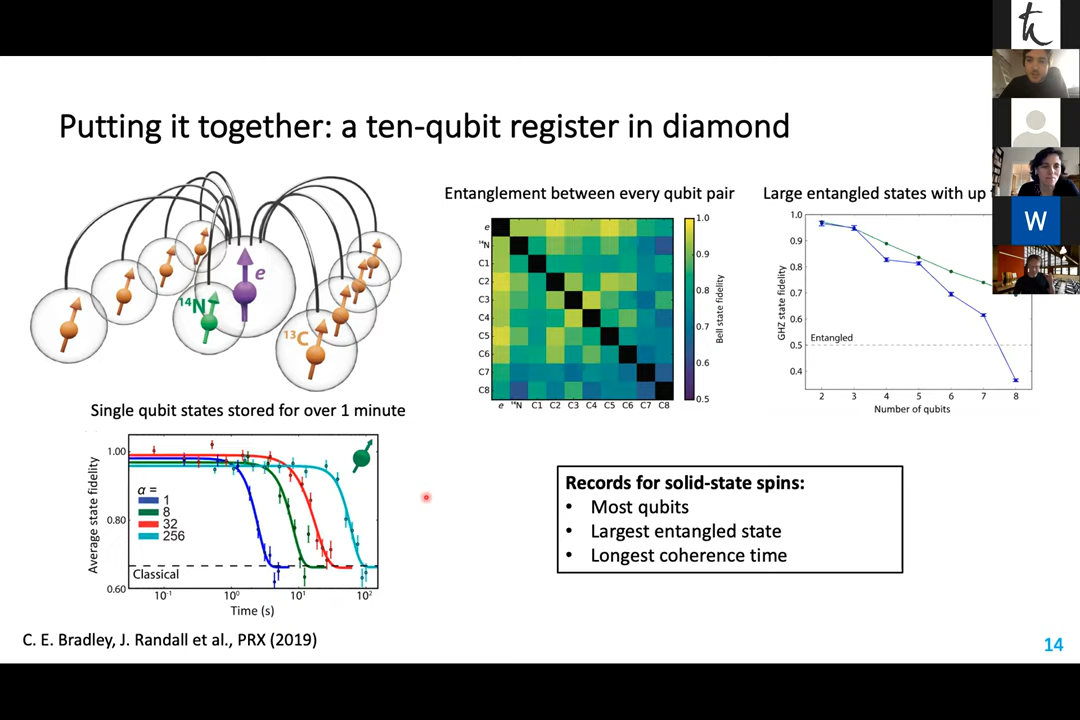 Putting it together: a ten-qubit register in diamond
e
14N
13C
Entanglement between every qubit pair
e
14N
C1
C2
C3
C4
C5
C6
C7
C8
e 14N C1 C2 C3 C4 C5 C6 C7 C8
1.0
0.9
0.8
0.7
0.6
0.5
Bell state fidelity
Large entangled states with up
1.0
0.9
0.8
0.7
0.6
0.5
0.4
GHZ state fidelity
Entangled
2 3 4 5 6 7 8
Number of qubits
W
Single qubit states stored for over 1 minute
1.00
0.80
0.60
Average state fidelity
α =
1
8
32
256
Classical
10-1 100 101 102
Time (s)
Records for solid-state spins:
• Most qubits
• Largest entangled state
• Longest coherence time
C. E. Bradley, J. Randall et al., PRX (2019)
14